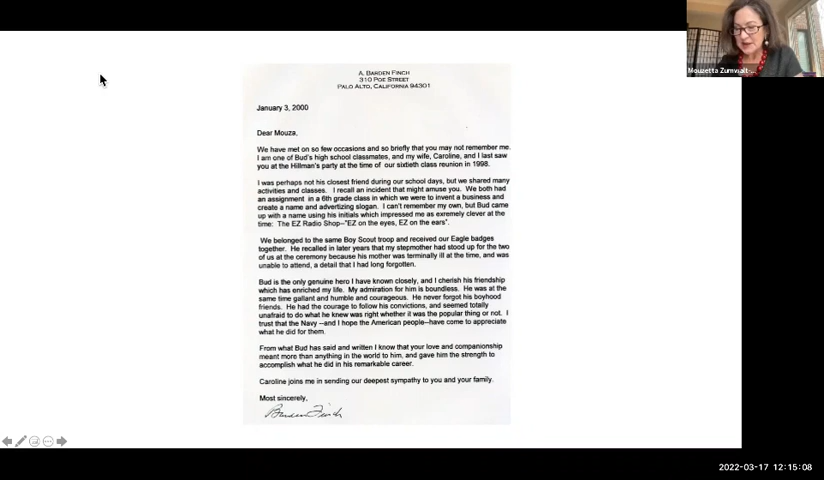 A. BARDEN FINCH
310 POE STREET
PALO ALTO, CALIFORNIA 94301
January 3, 2000
Dear Mouza,
We have met on so few occasions and so briefly that you may not remember me.
I am one of Bud's high school classmates, and my wife, Caroline, and I last saw
you at the Hillman's party at the time of our sixtieth class reunion in 1998.
I was perhaps not his closest friend during our school days, but we shared many
activities and classes. I recall an incident that might amuse you. We both had
an assignment in a 6th grade class in which we were to invent a business and
create a name and advertizing slogan. I can't remember my own, but Bud came
up with a name using his initials which impressed me as extremely clever at the
time: The EZ Radio Shop--"EZ on the eyes, EZ on the ears".
We belonged to the same Boy Scout troop and received our Eagle badges
together. He recalled in later years that my stepmother had stood up for the two
of us at the ceremony because his mother was terminally ill at the time, and was
unable to attend, a detail that I had long forgotten.
Bud is the only genuine hero I have known closely, and I cherish his friendship
which has enriched my life. My admiration for him is boundless. He was at the
same time gallant and humble and courageous. He never forgot his boyhood
friends. He had the courage to follow his convictions, and seemed totally
unafraid to do what he knew was right whether it was the popular thing or not. I
trust that the Navy --and I hope the American people--have come to appreciate
what he did for them.
From what Bud has said and written I know that your love and companionship
meant more than anything in the world to him, and gave him the strength to
accomplish what he did in his remarkable career.
Caroline joins me in sending our deepest sympathy to you and your family.
Most sincerely,
Barden Finch
Mouzetta Zumwalt-...
2022-03-17 12:15:08